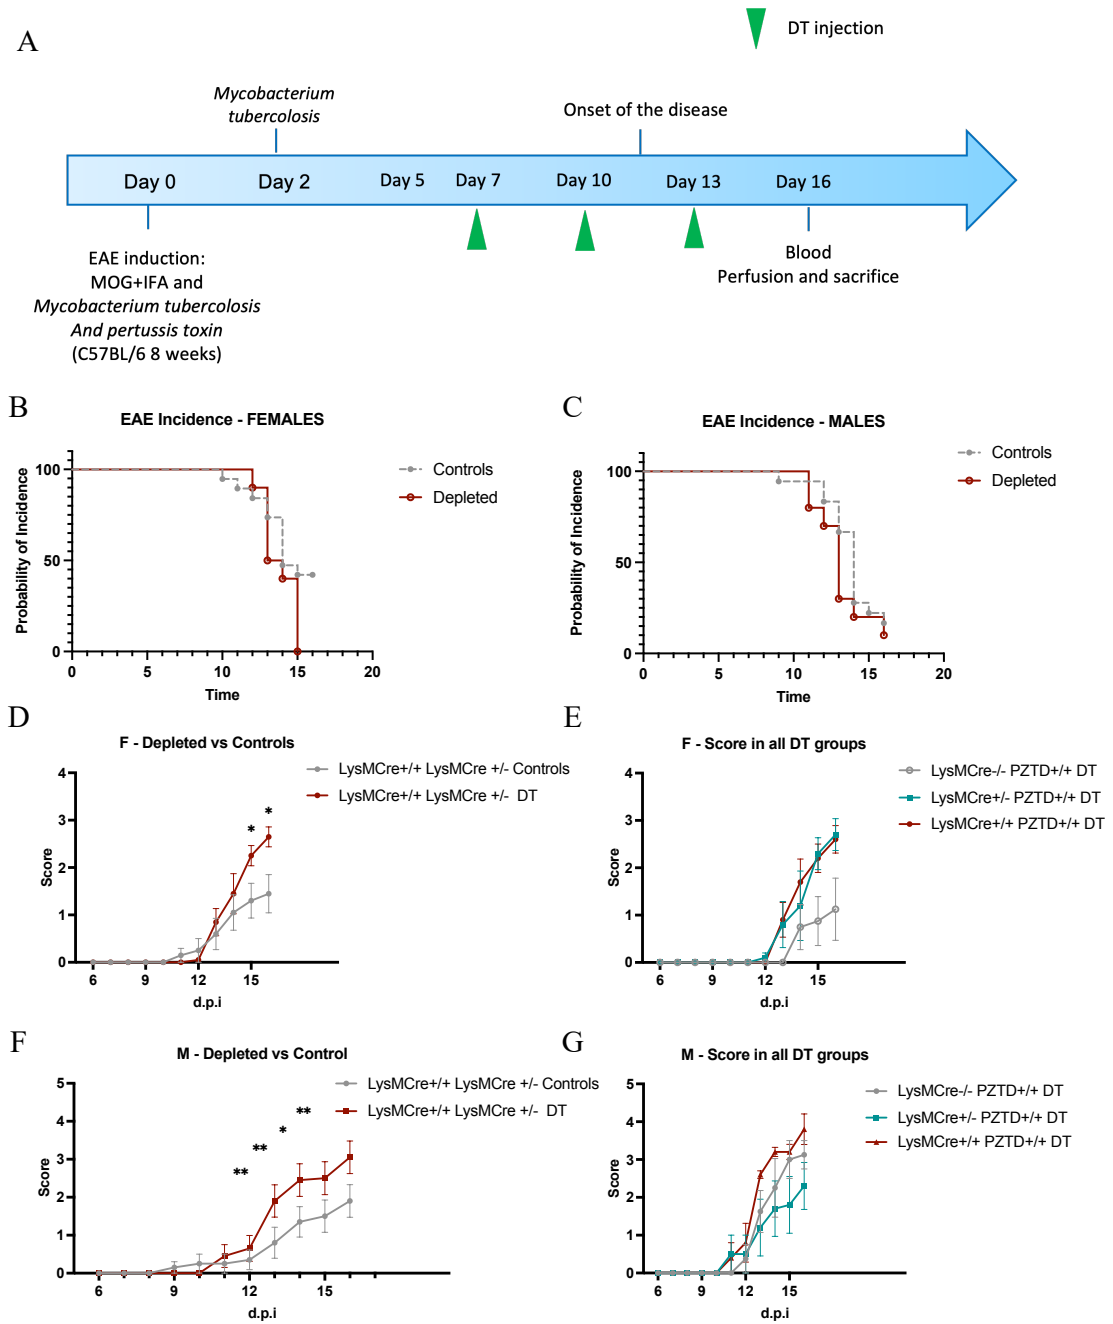 A
DT injection
Mycobacterium
tubercolosis
Onset of the disease
Day 0
Day 2
Day 5
Day 7
Day 10
Day 13
Day 16
EAE induction:
MOG+IFA and
Mycobacterium tubercolosis
And pertussis toxin
(C57BL/6 8 weeks)
Blood
Perfusion and sacrifice
B
EAE Incidence - FEMALES
Controls
Depleted
Probability of Incidence
100
50
0
0 5 10 15 20
Time
C
EAE Incidence - MALES
Controls
Depleted
Probability of Incidence
100
50
0
0 5 10 15 20
Time
D
F - Depleted vs Controls
LysMCre+/+ LysMCre +/- Controls
LysMCre+/+ LysMCre +/- DT
Score
4
3
2
1
0
* *
6 9 12 15
d.p.i
E
F - Score in all DT groups
LysMCre-/- PZTD+/+ DT
LysMCre+/- PZTD+/+ DT
LysMCre+/+ PZTD+/+ DT
Score
4
3
2
1
0
6 9 12 15
d.p.i
F
M - Depleted vs Control
LysMCre+/+ LysMCre +/- Controls
LysMCre+/+ LysMCre +/- DT
Score
5
4
3
2
1
0
** ** * **
6 9 12 15
d.p.i
G
M - Score in all DT groups
LysMCre-/- PZTD+/+ DT
LysMCre+/- PZTD+/+ DT
LysMCre+/+ PZTD+/+ DT
Score
5
4
3
2
1
0
6 9 12 15
d.p.i